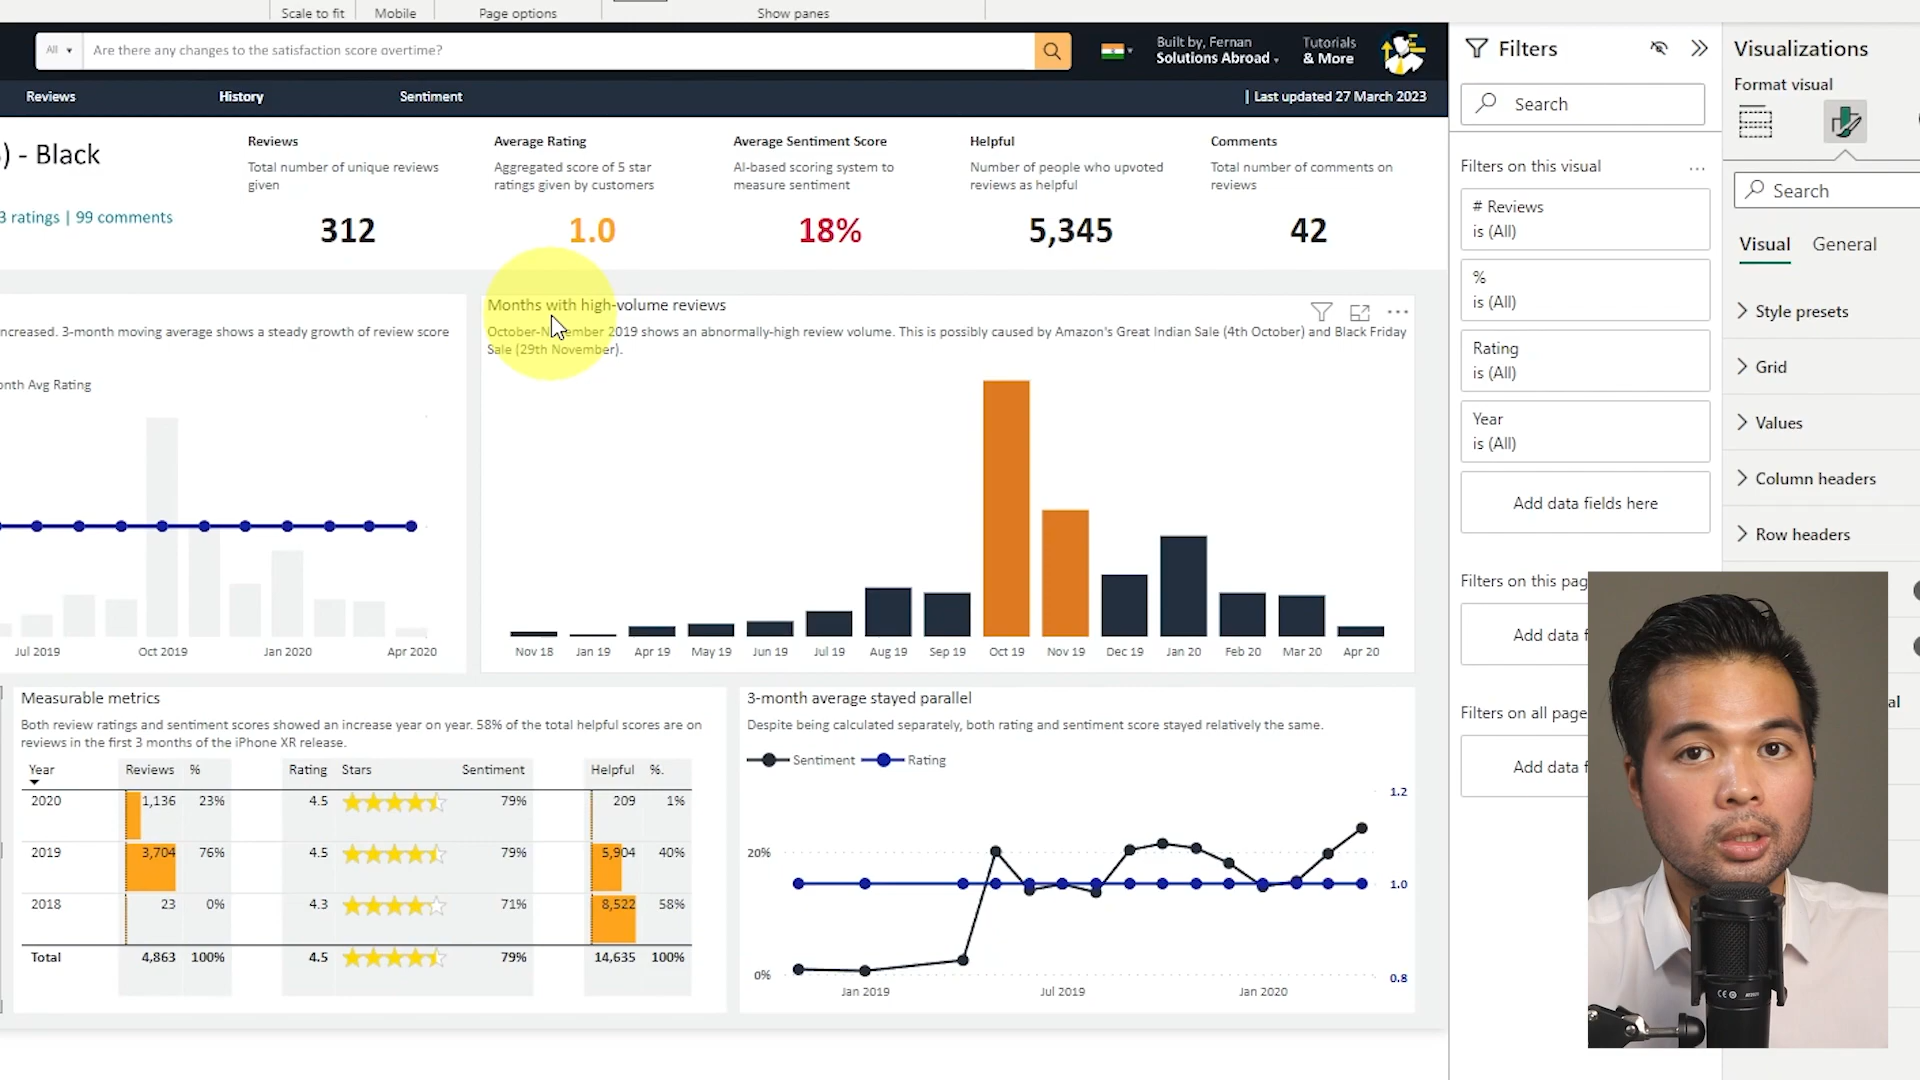 Scale to fit
Mobile
Page options
Show panes
All
Are there any changes to the satisfaction score overtime?
Built by, Fernan
Solutions Abroad
Tutorials
& More
Reviews
History
Sentiment
| Last updated 27 March 2023
) - Black
3 ratings | 99 comments
Reviews
Total number of unique reviews
given
312
Average Rating
Aggregated score of 5 star
ratings given by customers
1.0
Average Sentiment Score
AI-based scoring system to
measure sentiment
18%
Helpful
Number of people who upvoted
reviews as helpful
5,345
Comments
Total number of comments on
reviews
42
ncreased. 3-month moving average shows a steady growth of review score
onth Avg Rating
Jul 2019
Oct 2019
Jan 2020
Apr 2020
Months with high-volume reviews
October-November 2019 shows an abnormally-high review volume. This is possibly caused by Amazon's Great Indian Sale (4th October) and Black Friday
Sale (29th November).
Nov 18
Jan 19
Apr 19
May 19
Jun 19
Jul 19
Aug 19
Sep 19
Oct 19
Nov 19
Dec 19
Jan 20
Feb 20
Mar 20
Apr 20
Measurable metrics
Both review ratings and sentiment scores showed an increase year on year. 58% of the total helpful scores are on
reviews in the first 3 months of the iPhone XR release.
Year Reviews % Rating Stars Sentiment Helpful %.
2020 1,136 23% 4.5 79% 209 1%
2019 3,704 76% 4.5 79% 5,904 40%
2018 23 0% 4.3 71% 8,522 58%
Total 4,863 100% 4.5 79% 14,635 100%
3-month average stayed parallel
Despite being calculated separately, both rating and sentiment score stayed relatively the same.
Sentiment
Rating
20%
0%
1.2
1.0
0.8
Jan 2019
Jul 2019
Jan 2020
Filters
Search
Filters on this visual
# Reviews
is (All)
%
is (All)
Rating
is (All)
Year
is (All)
Add data fields here
Filters on this pag
Add data f
Filters on all page
Add data f
Visualizations
Format visual
Search
Visual
General
Style presets
Grid
Values
Column headers
Row headers
al